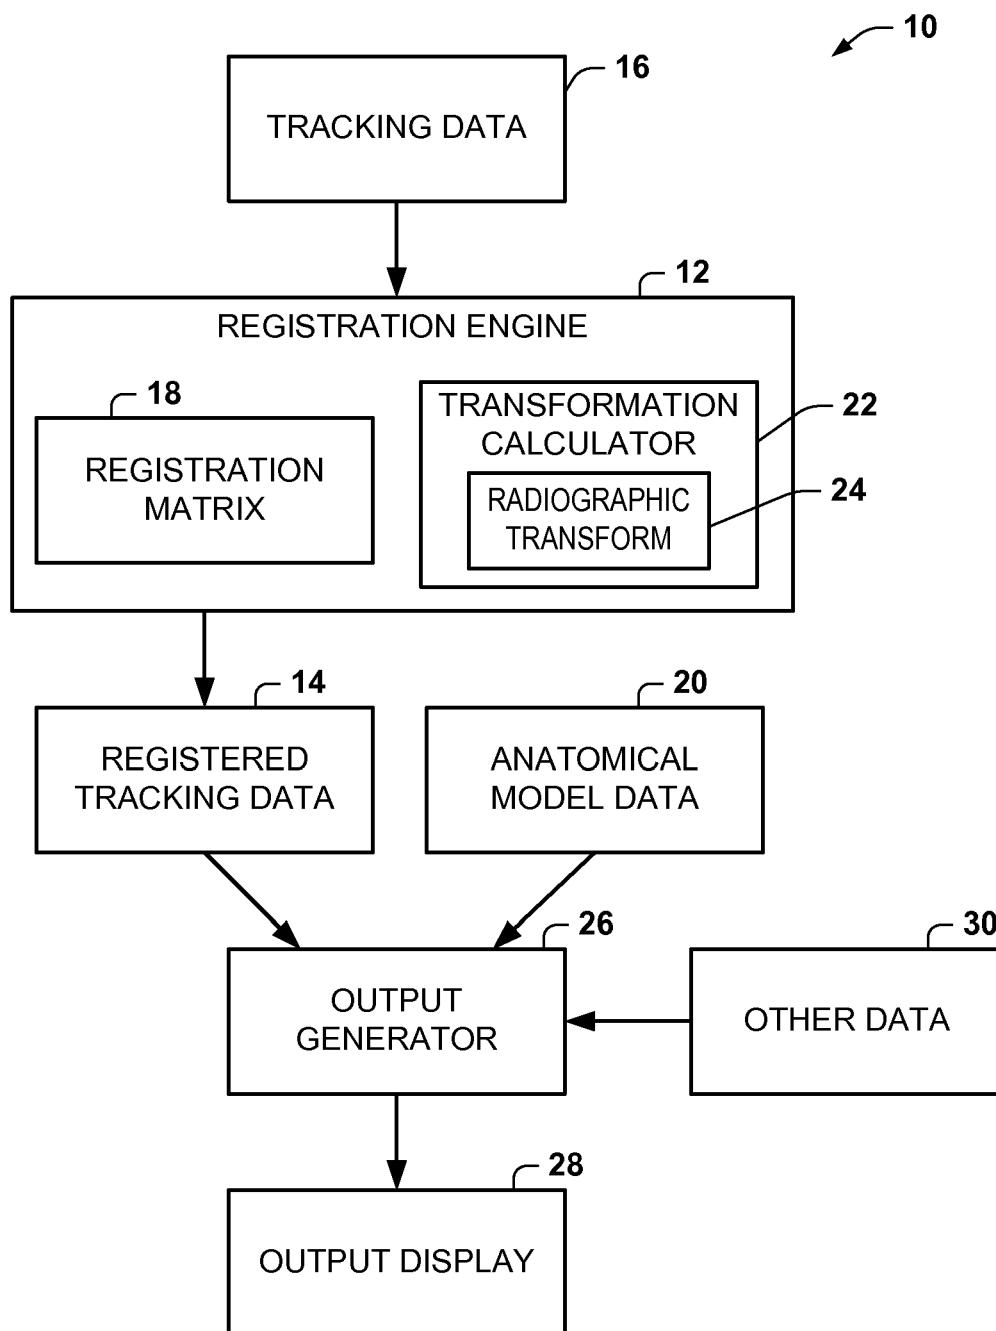 10
16
TRACKING DATA
12
REGISTRATION ENGINE
18
REGISTRATION
MATRIX
TRANSFORMATION
CALCULATOR
22
RADIOGRAPHIC
TRANSFORM
24
14
REGISTERED
TRACKING DATA
20
ANATOMICAL
MODEL DATA
26
OUTPUT
GENERATOR
30
OTHER DATA
28
OUTPUT DISPLAY